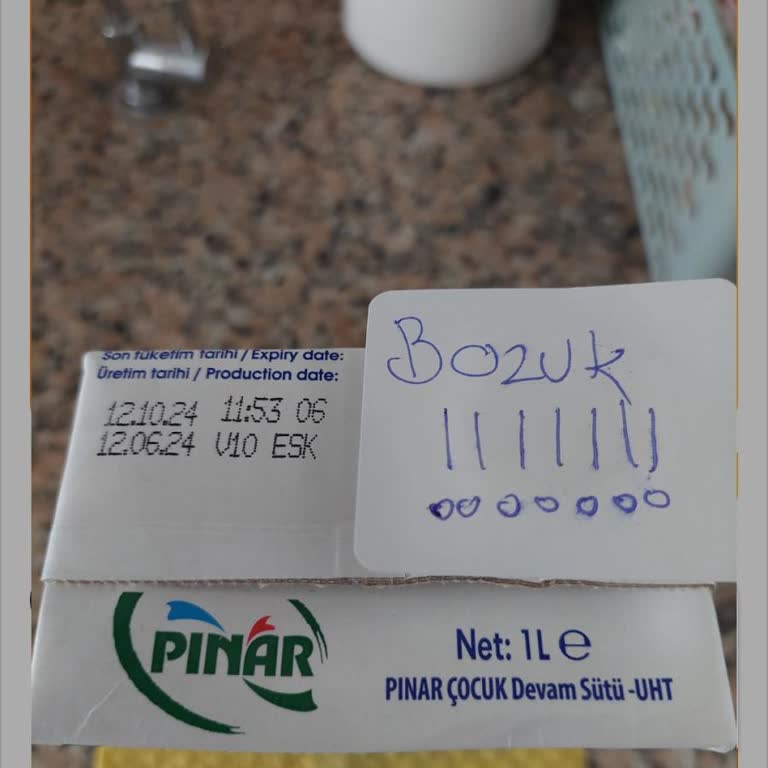 Son tüketim tarihi / Expiry date:
Üretim tarihi / Production date:
12.10.24 11:53 06
12.06.24 V10 ESK
Bozuk
!!!!!!!
PINAR
Net: 1L e
PINAR ÇOCUK Devam Sütü -UHT